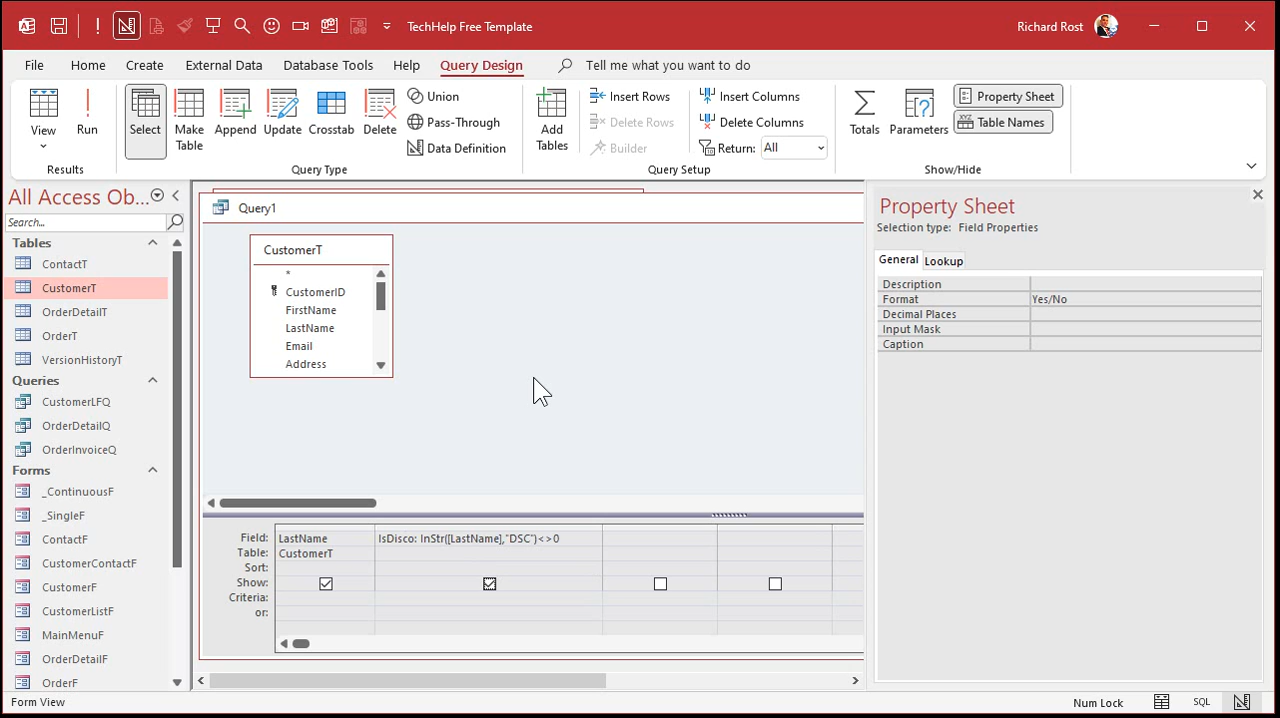 TechHelp Free Template
Richard Rost
File Home Create External Data Database Tools Help Query Design Tell me what you want to do
View
Run
Results
Select
Make Table
Append
Update
Crosstab
Delete
Union
Pass-Through
Data Definition
Query Type
Add Tables
Insert Rows
Delete Rows
Builder
Insert Columns
Delete Columns
Return: All
Query Setup
Totals
Parameters
Property Sheet
XYZ Table Names
Show/Hide
All Access Ob...
Search...
Tables
ContactT
CustomerT
OrderDetailT
OrderT
VersionHistoryT
Queries
CustomerLFQ
OrderDetailQ
OrderInvoiceQ
Forms
_ContinuousF
_SingleF
ContactF
CustomerContactF
CustomerF
CustomerListF
MainMenuF
OrderDetailF
OrderF
Query1
CustomerT
*
CustomerID
FirstName
LastName
Email
Address
Field: LastName IsDisco: InStr([LastName],"DSC")<>0
Table: CustomerT
Sort:
Show:
Criteria:
or:
Property Sheet
Selection type: Field Properties
General Lookup
Description
Format Yes/No
Decimal Places
Input Mask
Caption
Form View
Num Lock
SQL